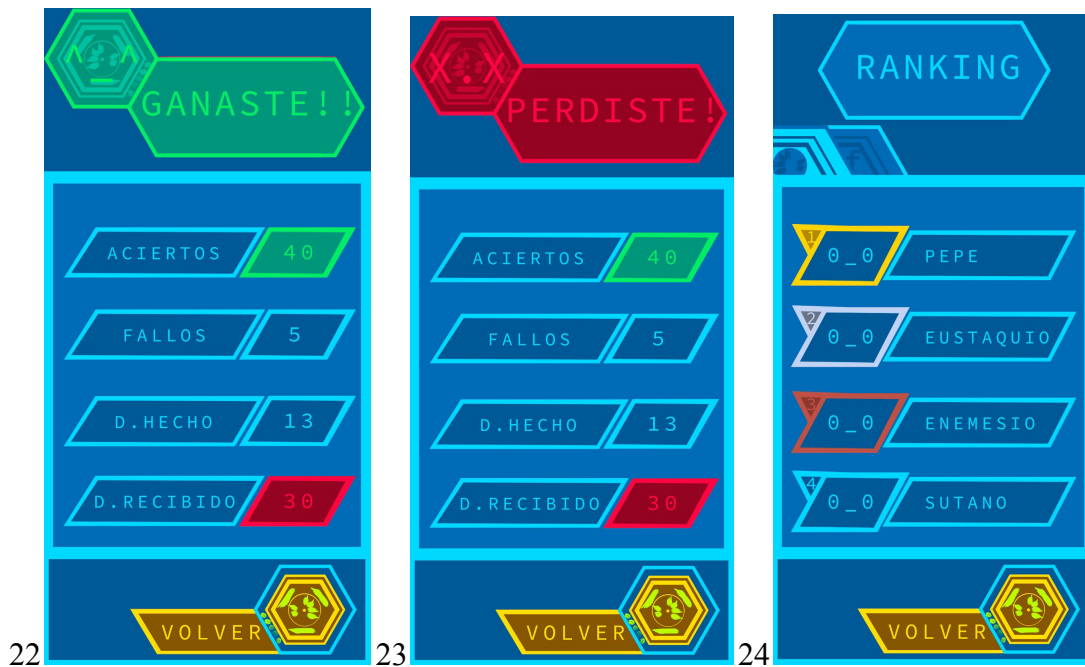 ^_^
GANASTE!!
ACIERTOS 40
FALLOS 5
D.HECHO 13
D.RECIBIDO 30
VOLVER
22
X.X
PERDISTE!
ACIERTOS 40
FALLOS 5
D.HECHO 13
D.RECIBIDO 30
VOLVER
23
RANKING
f
1 0_0 PEPE
2 0_0 EUSTAQUIO
3 0_0 ENEMESIO
4 0_0 SUTANO
VOLVER
24